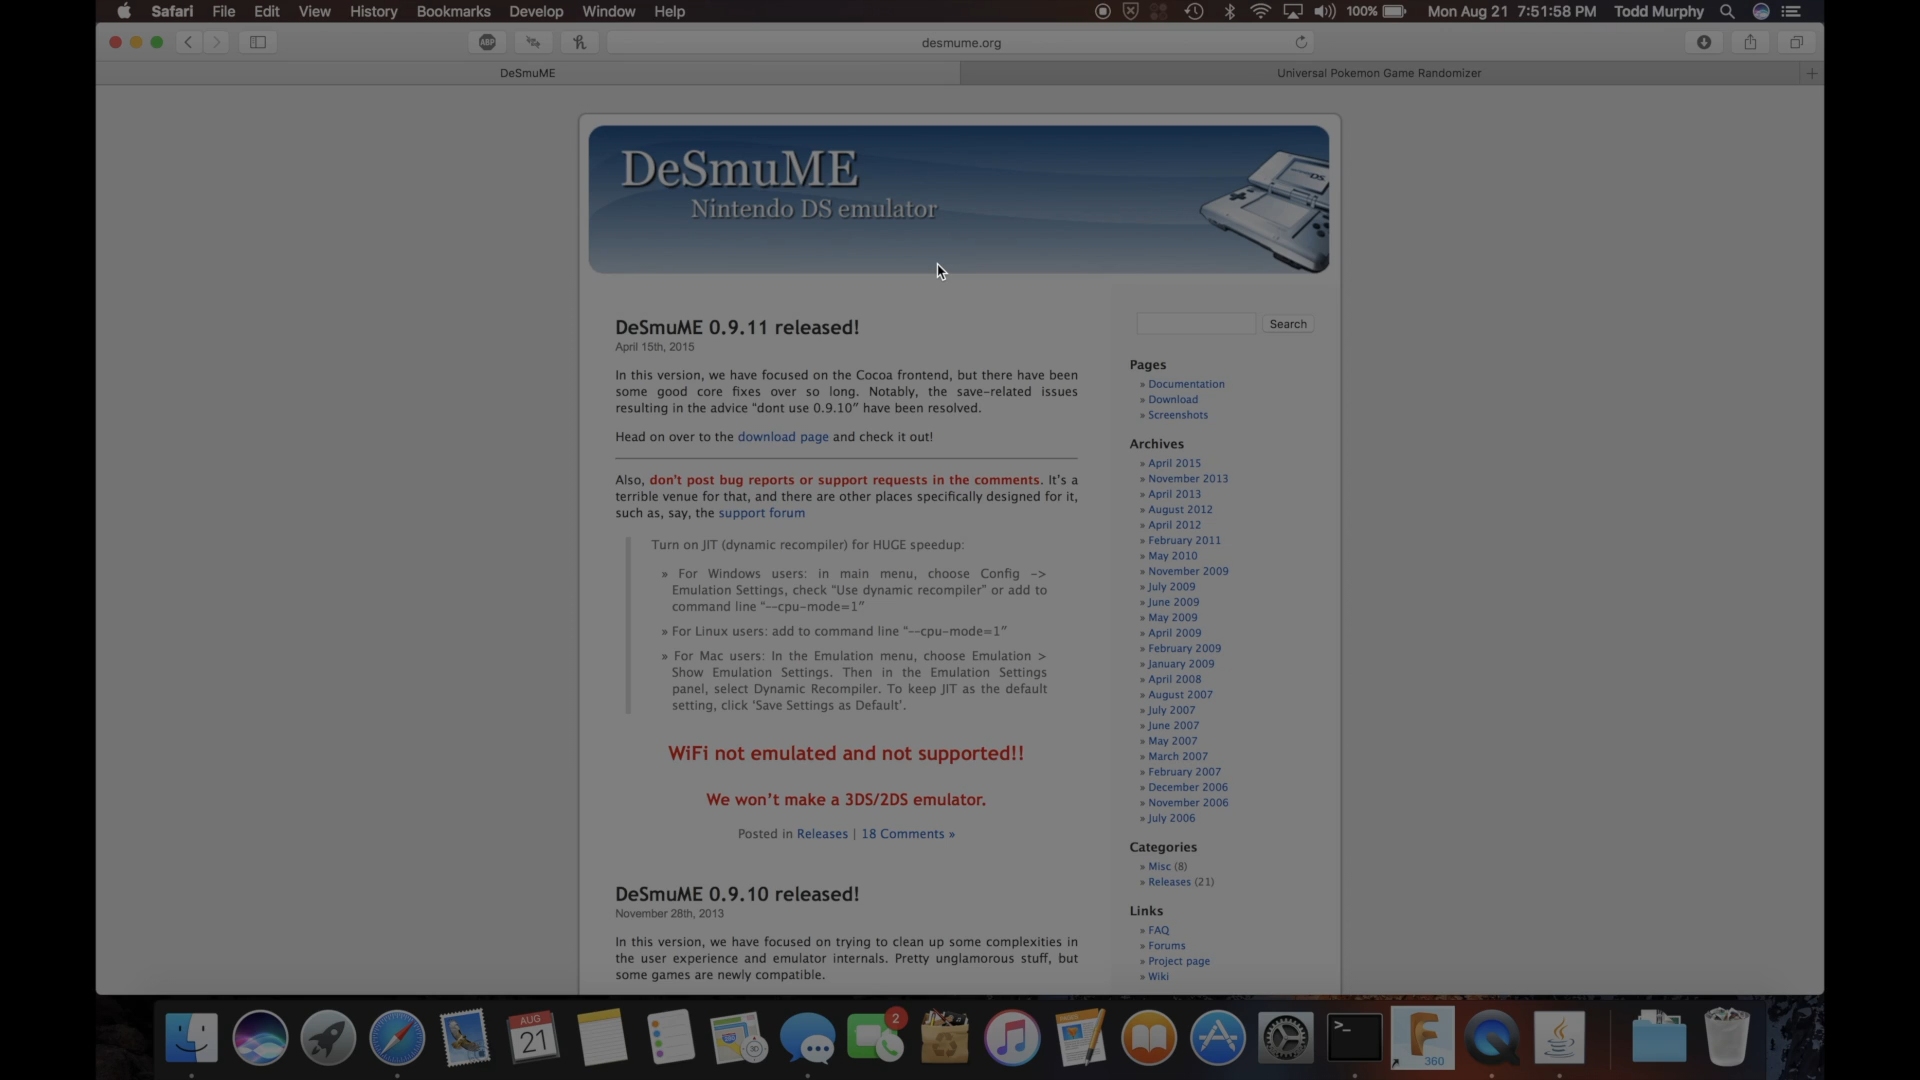 Safari File Edit View History Bookmarks Develop Window Help 100% Mon Aug 21 7:51:58 PM Todd Murphy
ABP desmume.org
DeSmuME Universal Pokemon Game Randomizer
DeSmuME
Nintendo DS emulator
DeSmuME 0.9.11 released!
April 15th, 2015
In this version, we have focused on the Cocoa frontend, but there have been
some good core fixes over so long. Notably, the save-related issues
resulting in the advice "dont use 0.9.10" have been resolved.
Head on over to the download page and check it out!
Also, don't post bug reports or support requests in the comments. It's a
terrible venue for that, and there are other places specifically designed for it,
such as, say, the support forum
Turn on JIT (dynamic recompiler) for HUGE speedup:
» For Windows users: in main menu, choose Config ->
Emulation Settings, check "Use dynamic recompiler" or add to
command line "--cpu-mode=1"
» For Linux users: add to command line "--cpu-mode=1"
» For Mac users: In the Emulation menu, choose Emulation >
Show Emulation Settings. Then in the Emulation Settings
panel, select Dynamic Recompiler. To keep JIT as the default
setting, click 'Save Settings as Default'.
WiFi not emulated and not supported!!
We won't make a 3DS/2DS emulator.
Posted in Releases | 18 Comments »
DeSmuME 0.9.10 released!
November 28th, 2013
In this version, we have focused on trying to clean up some complexities in
the user experience and emulator internals. Pretty unglamorous stuff, but
some games are newly compatible.
Search
Pages
» Documentation
» Download
» Screenshots
Archives
» April 2015
» November 2013
» April 2013
» August 2012
» April 2012
» February 2011
» May 2010
» November 2009
» July 2009
» June 2009
» May 2009
» April 2009
» February 2009
» January 2009
» April 2008
» August 2007
» July 2007
» June 2007
» May 2007
» March 2007
» February 2007
» December 2006
» November 2006
» July 2006
Categories
» Misc (8)
» Releases (21)
Links
» FAQ
» Forums
» Project page
» Wiki
AUG
21
2
360